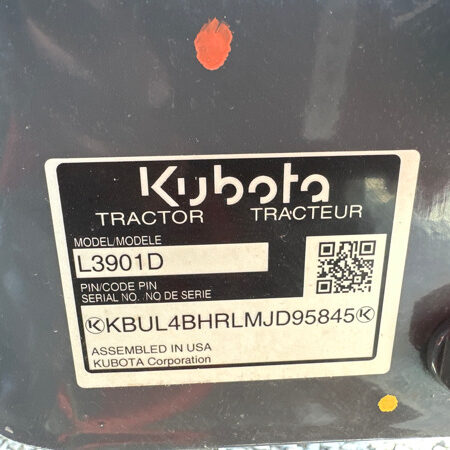 Kubota
TRACTOR TRACTEUR
MODEL/MODELE
L3901D
PIN/CODE PIN
SERIAL NO. NO DE SERIE
KKBUL4BHRLMJD95845K
ASSEMBLED IN USA
KUBOTA Corporation